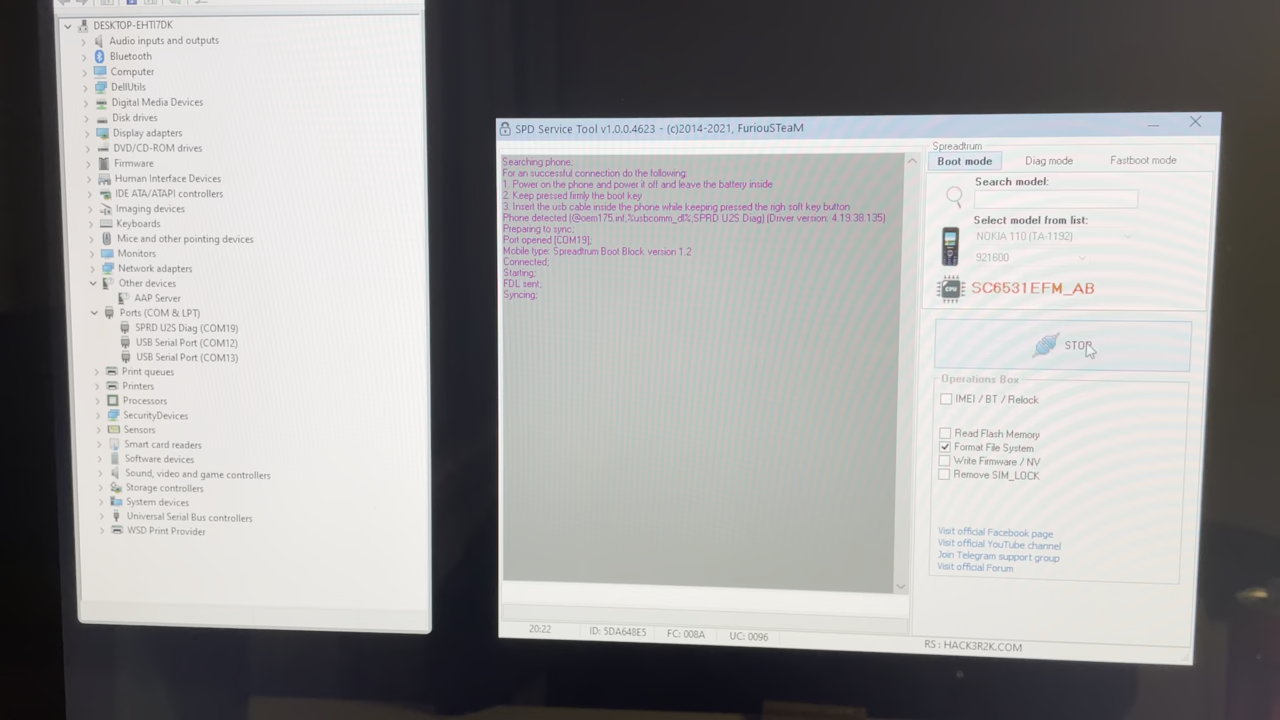 DESKTOP-EHTI7DK
Audio inputs and outputs
Bluetooth
Computer
DellUtils
Digital Media Devices
Disk drives
Display adapters
DVD/CD-ROM drives
Firmware
Human Interface Devices
IDE ATA/ATAPI controllers
Imaging devices
Keyboards
Mice and other pointing devices
Monitors
Network adapters
Other devices
AAP Server
Ports (COM & LPT)
SPRD U2S Diag (COM19)
USB Serial Port (COM12)
USB Serial Port (COM13)
Print queues
Printers
Processors
SecurityDevices
Sensors
Smart card readers
Software devices
Sound, video and game controllers
Storage controllers
System devices
Universal Serial Bus controllers
WSD Print Provider
SPD Service Tool v1.0.0.4623 - (c)2014-2021, FuriouSTeaM
Searching phone;
For an successful connection do the following:
1. Power on the phone and power it off and leave the battery inside
2. Keep pressed firmly the boot key
3. Insert the usb cable inside the phone while keeping pressed the righ soft key button
Phone detected [@oem175.inf,%usbcomm_dl%;SPRD U2S Diag] [Driver version: 4.19.38.135]
Preparing to sync;
Port opened [COM19];
Mobile type: Spreadtrum Boot Block version 1.2
Connected;
Starting;
FDL sent;
Syncing;
Spreadtrum
Boot mode
Diag mode
Fastboot mode
Search model:
Select model from list:
NOKIA 110 (TA-1192)
921600
CPU
SC6531EFM_AB
STOP
Operations Box
IMEI / BT / Relock
Read Flash Memory
Format File System
Write Firmware / NV
Remove SIM_LOCK
Visit official Facebook page
Visit official YouTube channel
Join Telegram support group
Visit official Forum
20:22
ID: 5DA648E5
FC: 008A
UC: 0096
RS : HACK3R2K.COM